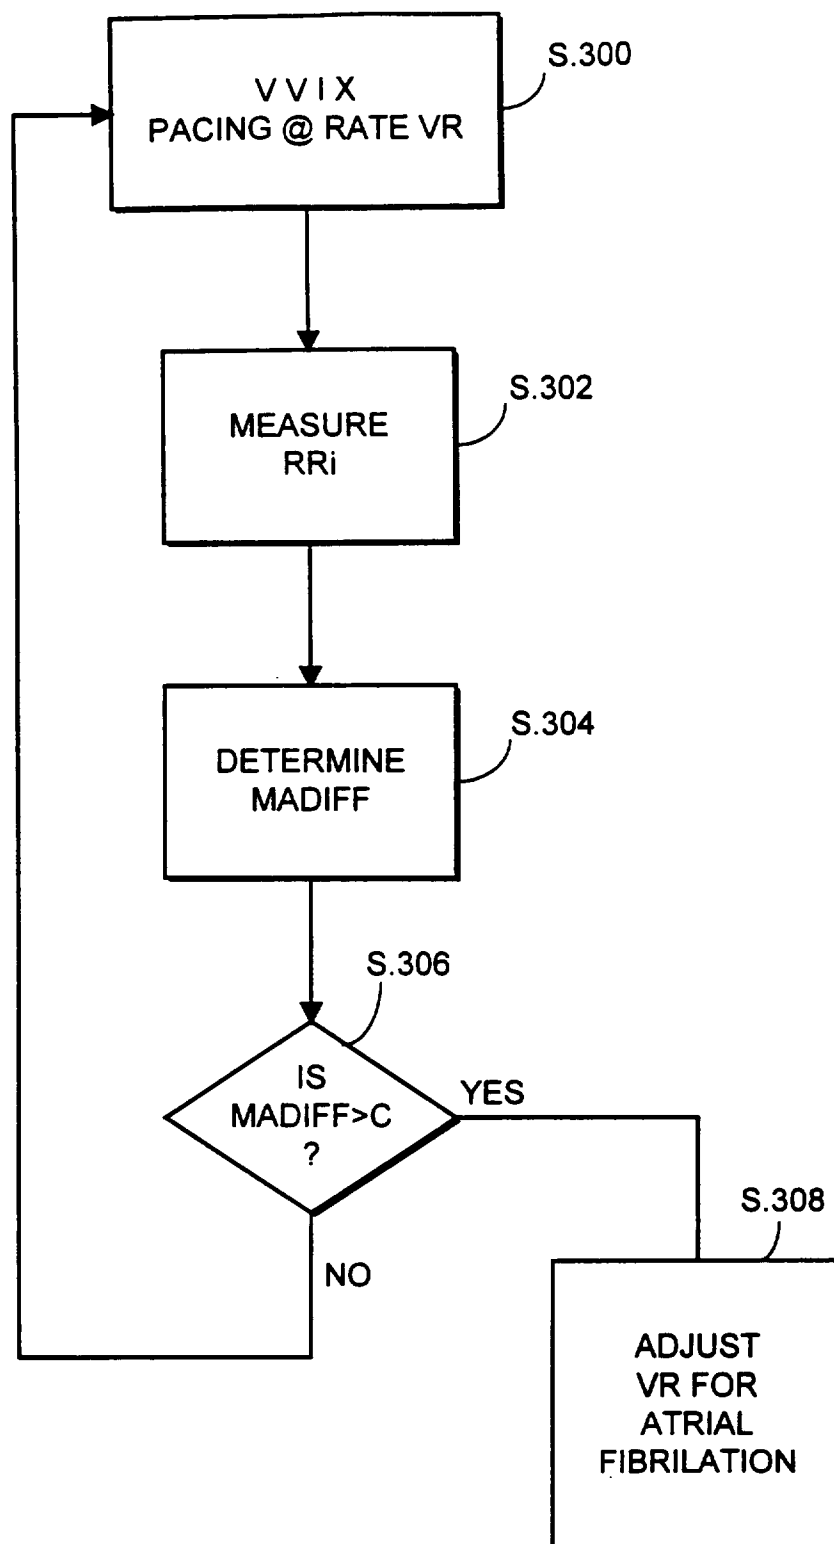 V V I X
PACING @ RATE VR
S.300
MEASURE
RRi
S.302
DETERMINE
MADIFF
S.304
S.306
IS
MADIFF>C
?
YES
NO
S.308
ADJUST
VR FOR
ATRIAL
FIBRILATION